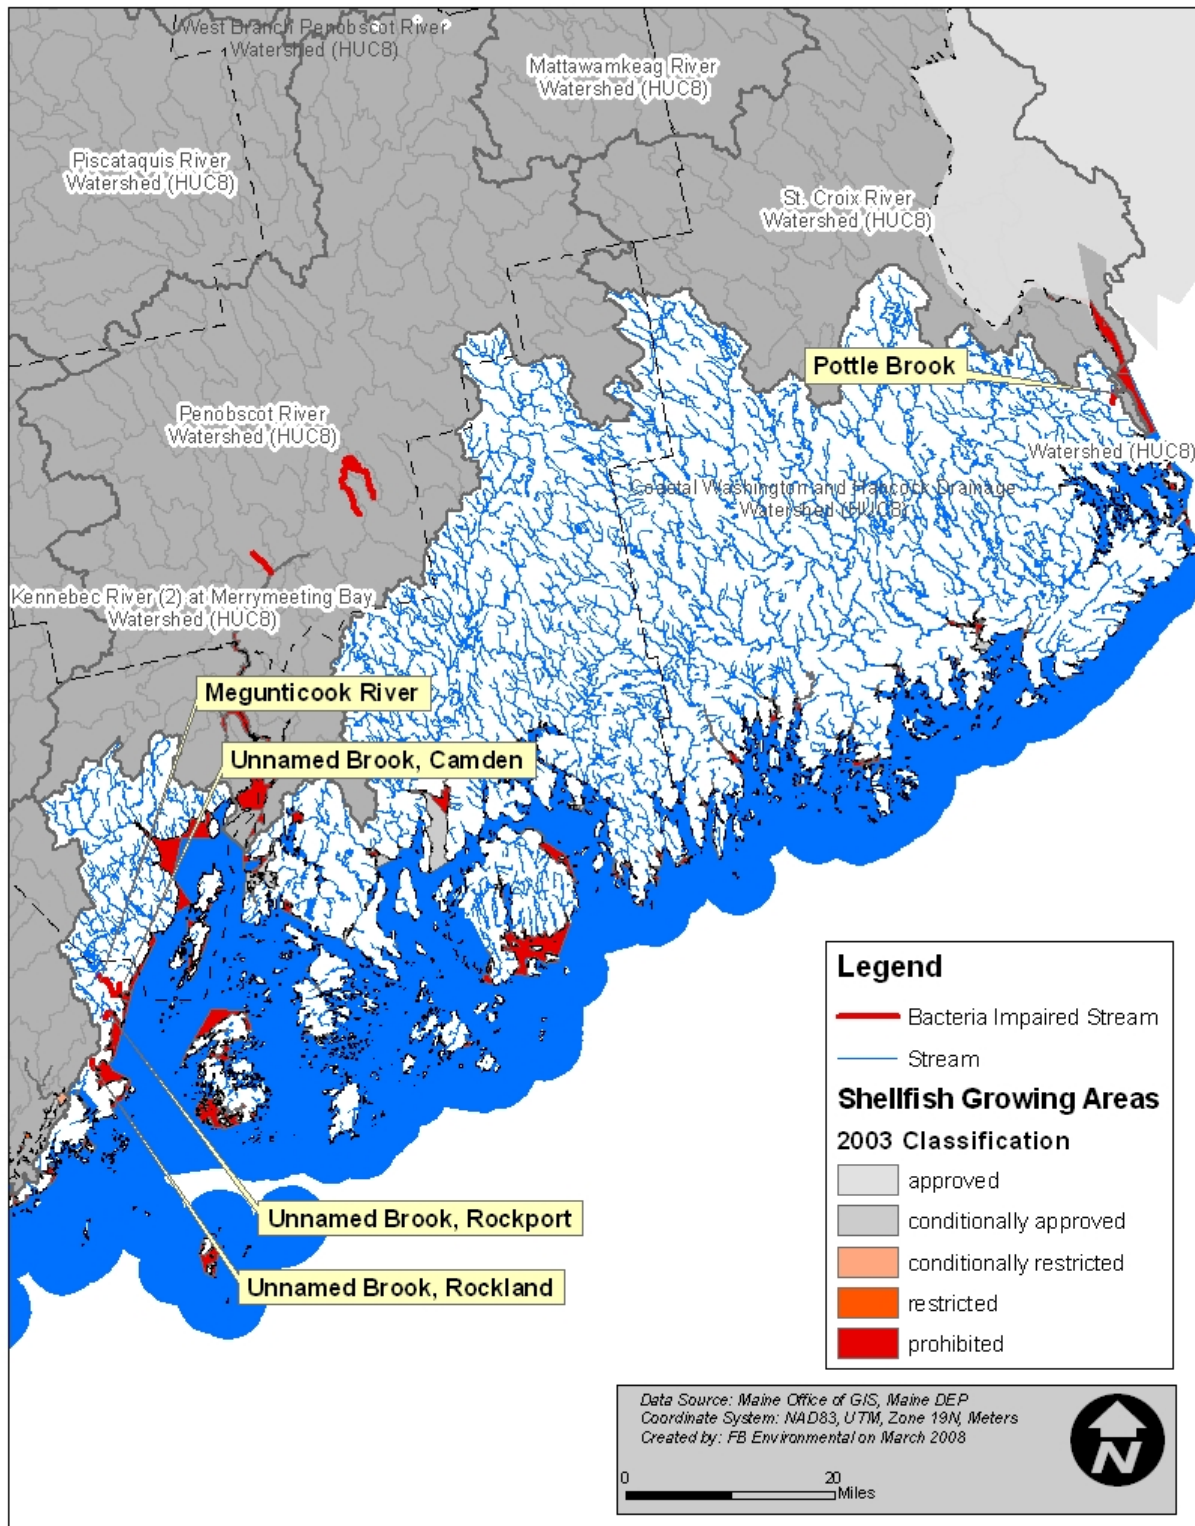 West Branch Penobscot River
Watershed (HUC8)
Mattawamkeag River
Watershed (HUC8)
Piscataquis River
Watershed (HUC8)
St. Croix River
Watershed (HUC8)
Pottle Brook
Penobscot River
Watershed (HUC8)
Watershed (HUC8)
Coastal Washington and Hancock Drainage
Watershed (HUC8)
Kennebec River (2) at Merrymeeting Bay
Watershed (HUC8)
Megunticook River
Unnamed Brook, Camden
Unnamed Brook, Rockport
Unnamed Brook, Rockland
Legend
Bacteria Impaired Stream
Stream
Shellfish Growing Areas
2003 Classification
approved
conditionally approved
conditionally restricted
restricted
prohibited
Data Source: Maine Office of GIS, Maine DEP
Coordinate System: NAD83, UTM, Zone 19N, Meters
Created by: FB Environmental on March 2008
0 20
Miles
N